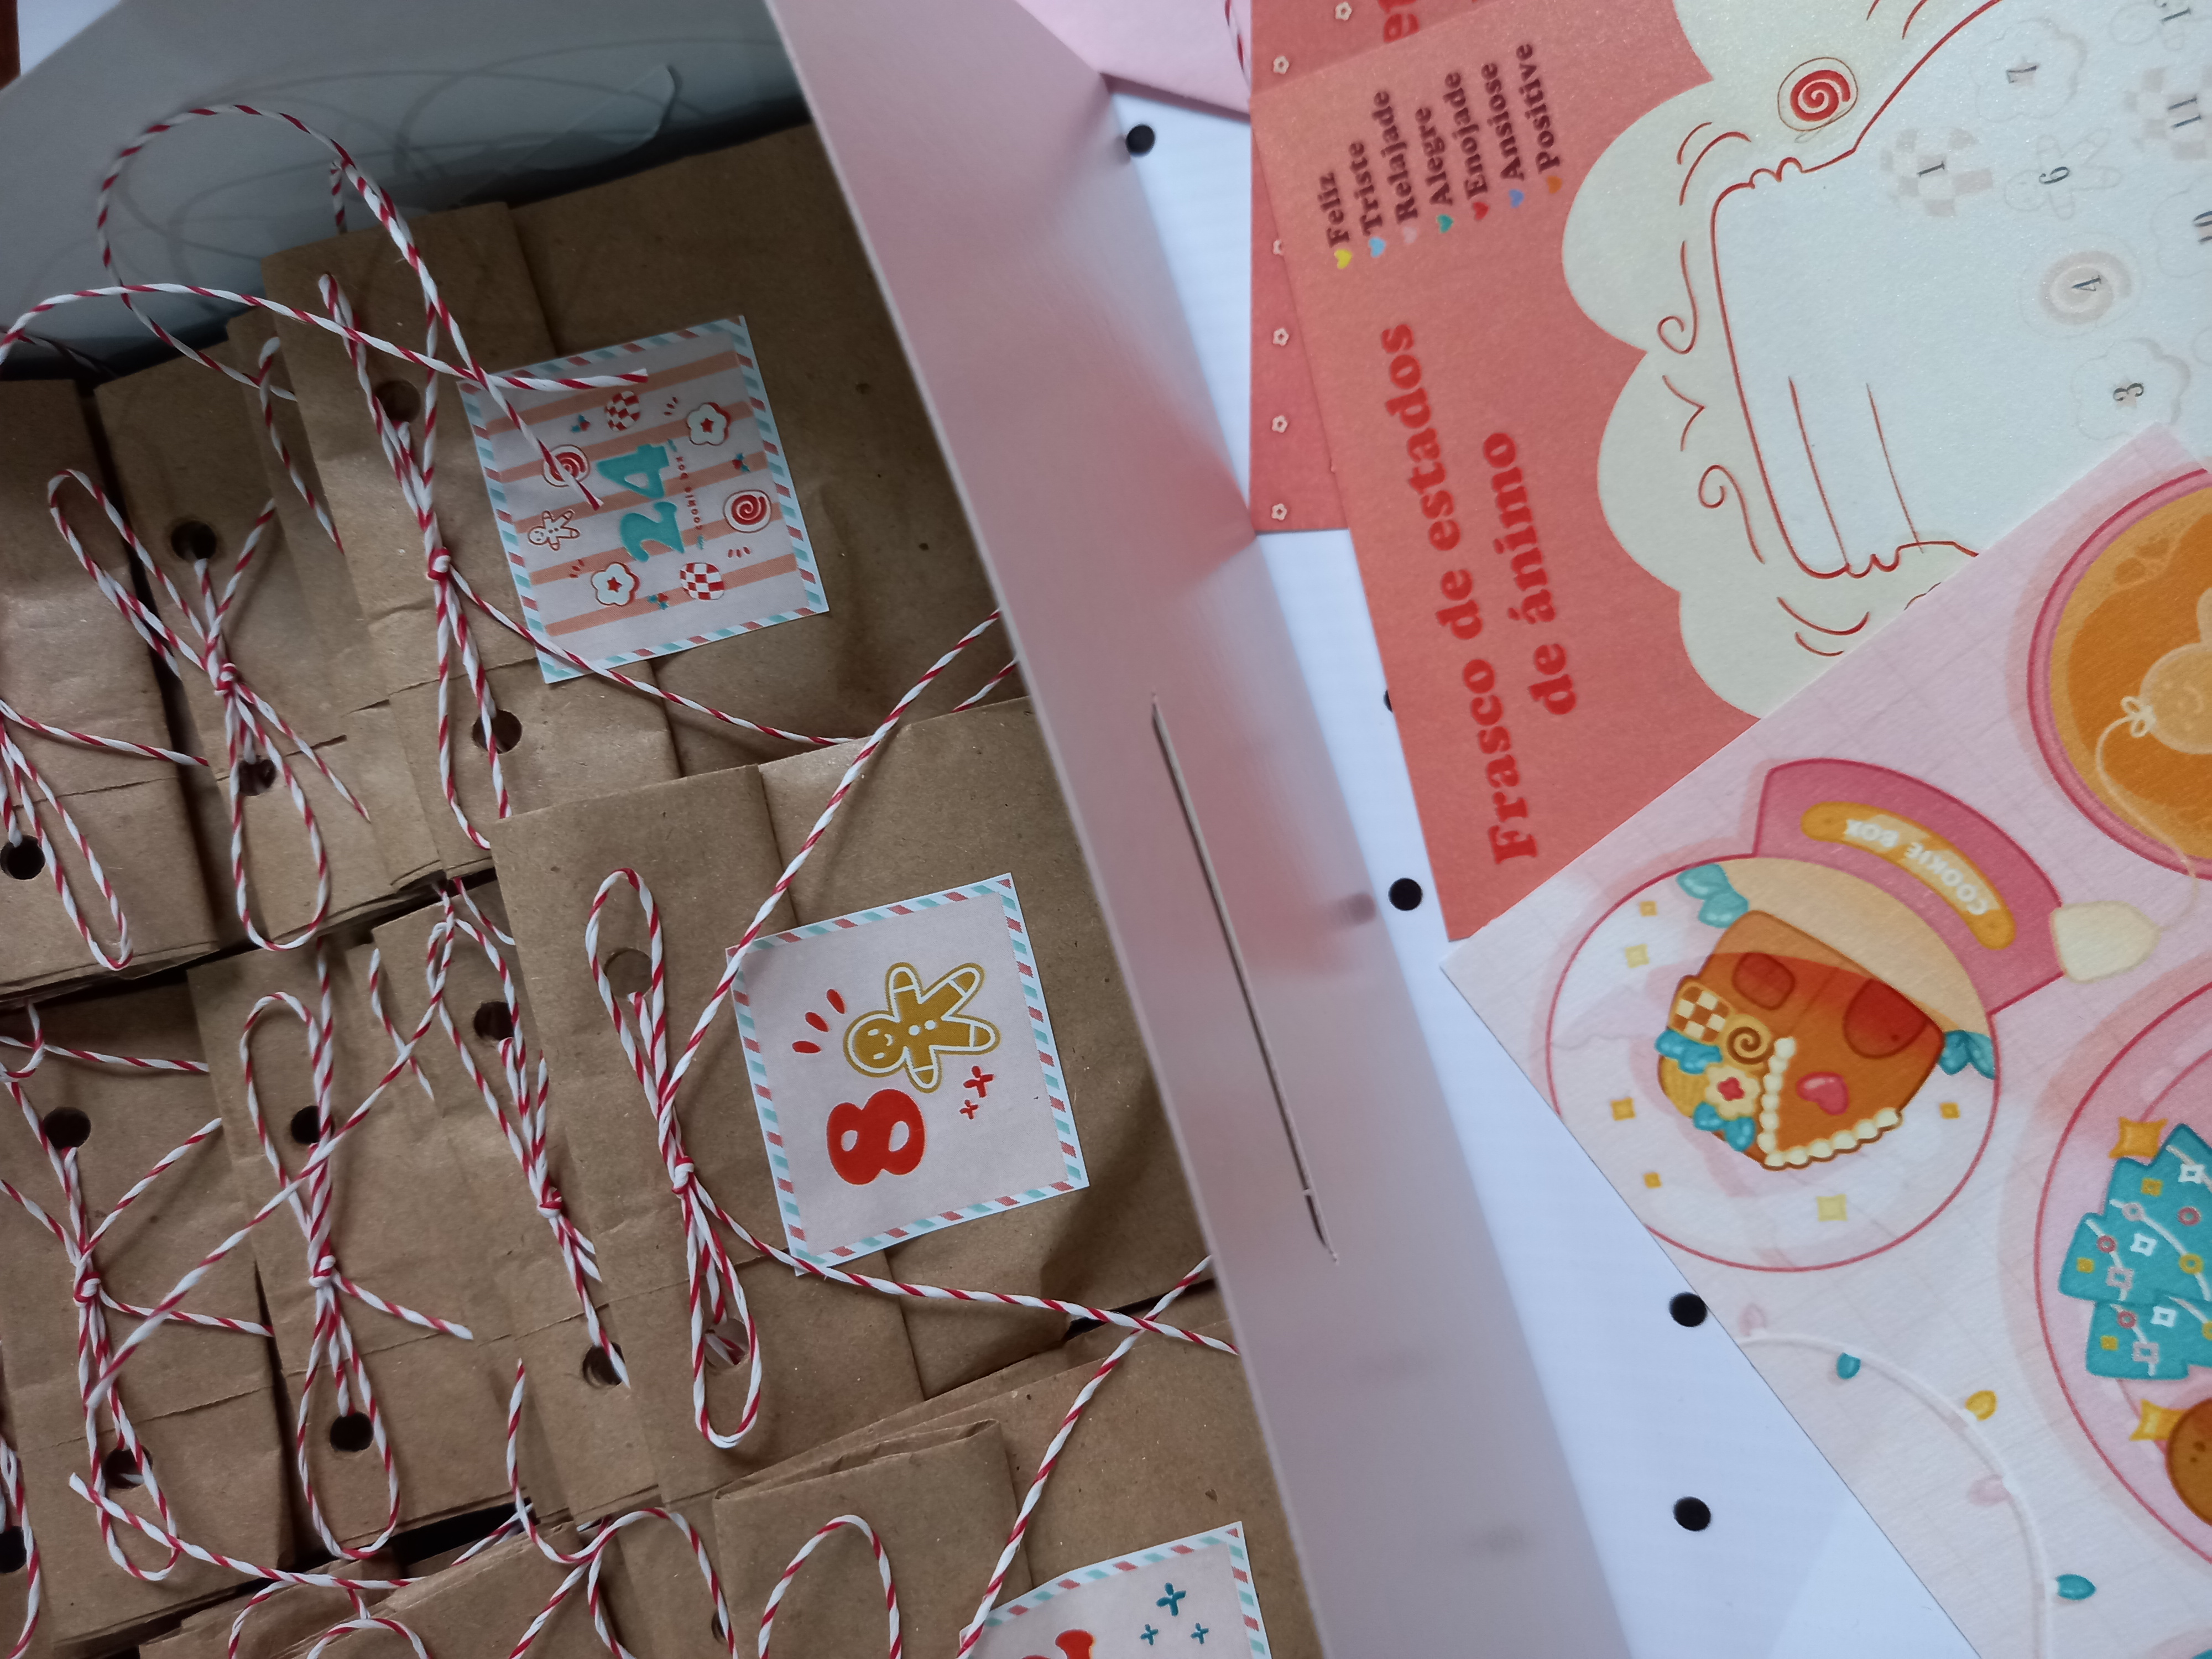 24
cookie box
8
Frasco de estados
de ánimo
Feliz
Triste
Relajade
Alegre
Enojade
Ansiose
Positive
COOKIE BOX
1
7
6
4
3
11
10